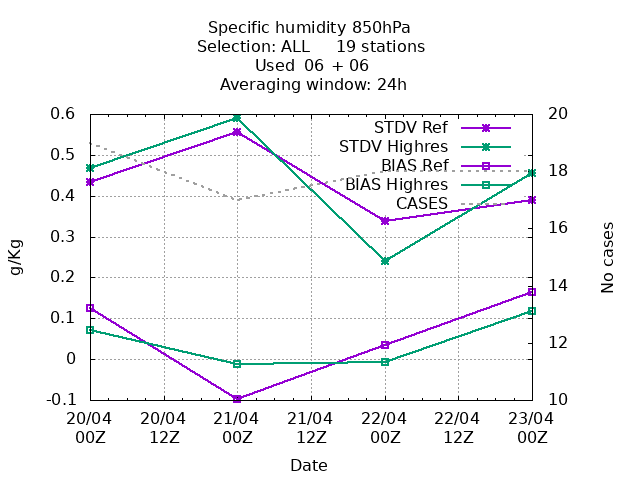 Specific humidity 850hPa
Selection: ALL 19 stations
Used 06 + 06
Averaging window: 24h
0.6
0.5
0.4
0.3
0.2
0.1
0
-0.1
g/Kg
STDV Ref
STDV Highres
BIAS Ref
BIAS Highres
CASES
20
18
16
14
12
10
No cases
20/04 20/04 21/04 21/04 22/04 22/04 23/04
00Z 12Z 00Z 12Z 00Z 12Z 00Z
Date